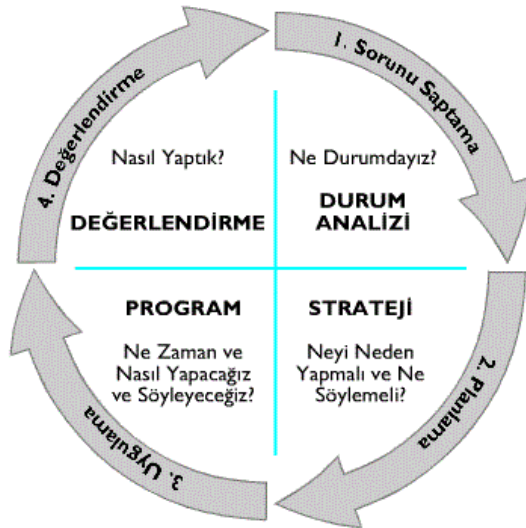 1. Sorunu Saptama
Ne Durumdayız?
DURUM
ANALİZİ
2. Planlama
STRATEJİ
Neyi Neden
Yapmalı ve Ne
Söylemeli?
3. Uygulama
PROGRAM
Ne Zaman ve
Nasıl Yapacağız
ve Söyleyeceğiz?
4. Değerlendirme
Nasıl Yaptık?
DEĞERLENDİRME